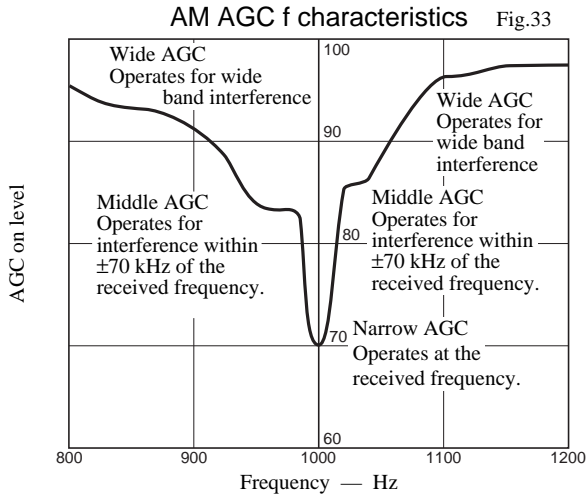 AM AGC f characteristics Fig.33
100
Wide AGC
Operates for wide
band interference
Wide AGC
Operates for
wide band
interference
90
AGC on level
Middle AGC
Operates for
interference within
±70 kHz of the
received frequency.
Middle AGC
Operates for
interference within
±70 kHz of the
received frequency.
80
70
Narrow AGC
Operates at the
received frequency.
60
800 900 1000 1100 1200
Frequency — Hz